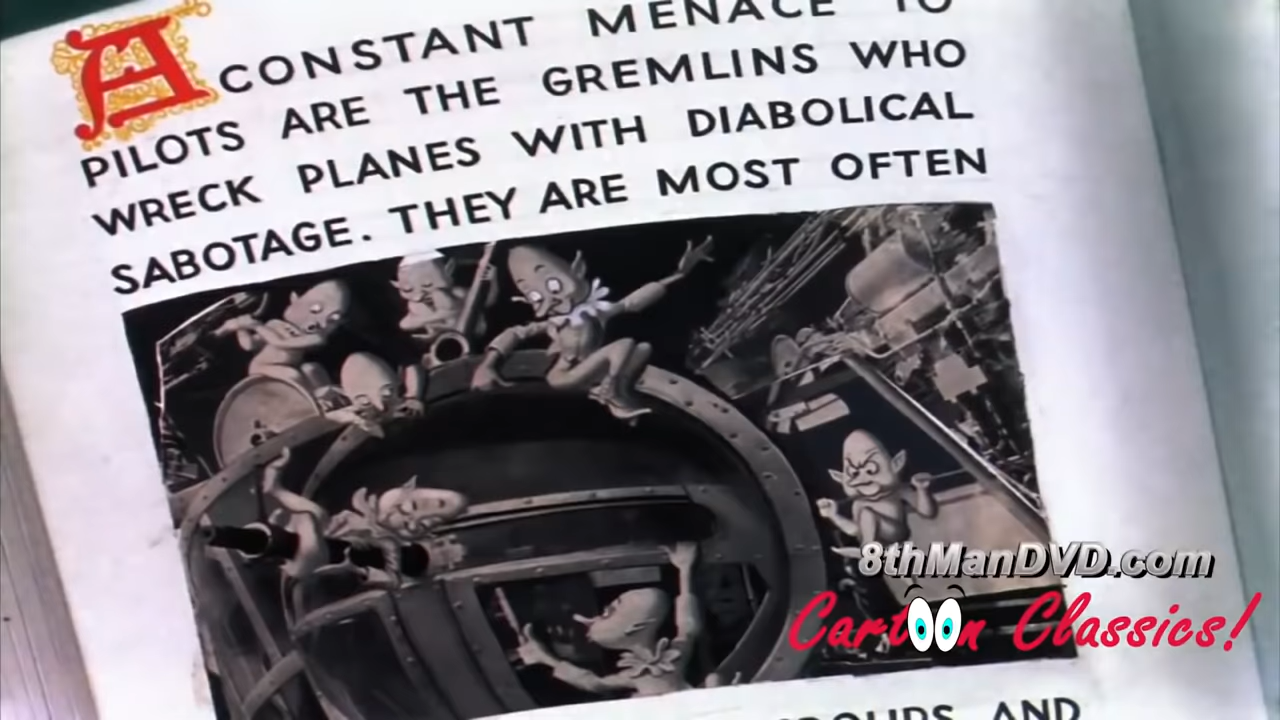 A CONSTANT MENACE TO
PILOTS ARE THE GREMLINS WHO
WRECK PLANES WITH DIABOLICAL
SABOTAGE. THEY ARE MOST OFTEN
8thManDVD.com
Cartoon Classics!
AND